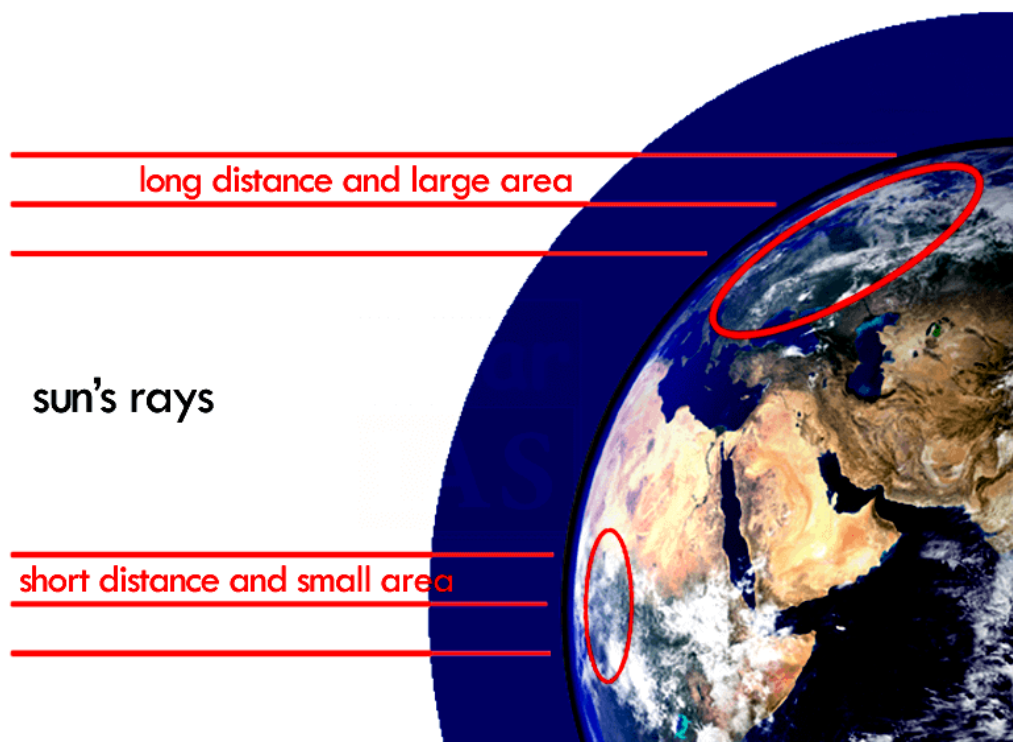 long distance and large area
sun's rays
short distance and small area